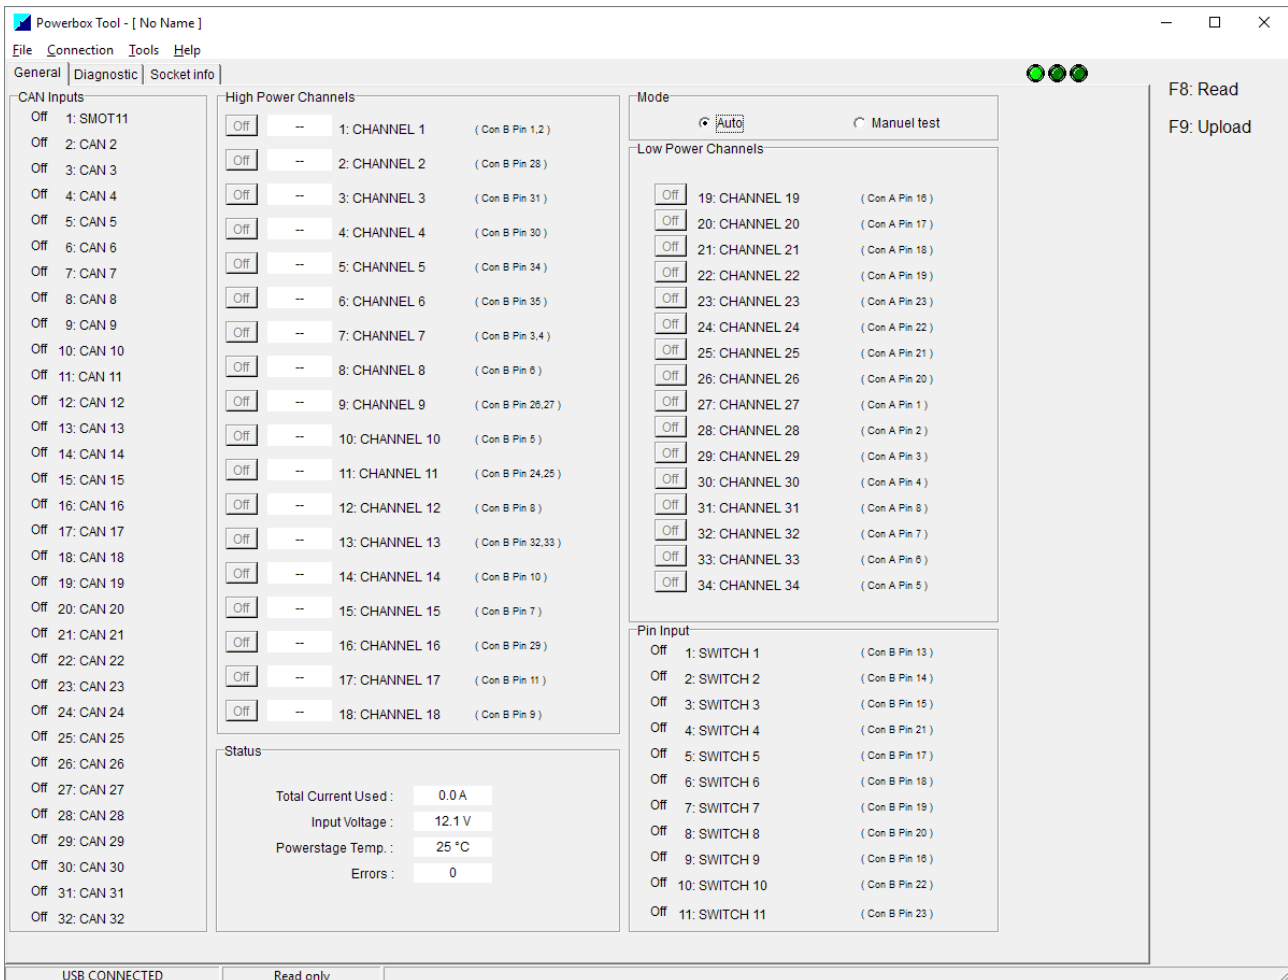 Powerbox Tool - [ No Name ]
File Connection Tools Help
General Diagnostic Socket info
F8: Read
F9: Upload
CAN Inputs
Off 1: SMOT11
Off 2: CAN 2
Off 3: CAN 3
Off 4: CAN 4
Off 5: CAN 5
Off 6: CAN 6
Off 7: CAN 7
Off 8: CAN 8
Off 9: CAN 9
Off 10: CAN 10
Off 11: CAN 11
Off 12: CAN 12
Off 13: CAN 13
Off 14: CAN 14
Off 15: CAN 15
Off 16: CAN 16
Off 17: CAN 17
Off 18: CAN 18
Off 19: CAN 19
Off 20: CAN 20
Off 21: CAN 21
Off 22: CAN 22
Off 23: CAN 23
Off 24: CAN 24
Off 25: CAN 25
Off 26: CAN 26
Off 27: CAN 27
Off 28: CAN 28
Off 29: CAN 29
Off 30: CAN 30
Off 31: CAN 31
Off 32: CAN 32
High Power Channels
Off -- 1: CHANNEL 1 ( Con B Pin 1,2 )
Off -- 2: CHANNEL 2 ( Con B Pin 28 )
Off -- 3: CHANNEL 3 ( Con B Pin 31 )
Off -- 4: CHANNEL 4 ( Con B Pin 30 )
Off -- 5: CHANNEL 5 ( Con B Pin 34 )
Off -- 6: CHANNEL 6 ( Con B Pin 35 )
Off -- 7: CHANNEL 7 ( Con B Pin 3,4 )
Off -- 8: CHANNEL 8 ( Con B Pin 6 )
Off -- 9: CHANNEL 9 ( Con B Pin 26,27 )
Off -- 10: CHANNEL 10 ( Con B Pin 5 )
Off -- 11: CHANNEL 11 ( Con B Pin 24,25 )
Off -- 12: CHANNEL 12 ( Con B Pin 8 )
Off -- 13: CHANNEL 13 ( Con B Pin 32,33 )
Off -- 14: CHANNEL 14 ( Con B Pin 10 )
Off -- 15: CHANNEL 15 ( Con B Pin 7 )
Off -- 16: CHANNEL 16 ( Con B Pin 29 )
Off -- 17: CHANNEL 17 ( Con B Pin 11 )
Off -- 18: CHANNEL 18 ( Con B Pin 9 )
Status
Total Current Used : 0.0 A
Input Voltage : 12.1 V
Powerstage Temp. : 25 °C
Errors : 0
Mode
Auto Manuel test
Low Power Channels
Off 19: CHANNEL 19 ( Con A Pin 16 )
Off 20: CHANNEL 20 ( Con A Pin 17 )
Off 21: CHANNEL 21 ( Con A Pin 18 )
Off 22: CHANNEL 22 ( Con A Pin 19 )
Off 23: CHANNEL 23 ( Con A Pin 23 )
Off 24: CHANNEL 24 ( Con A Pin 22 )
Off 25: CHANNEL 25 ( Con A Pin 21 )
Off 26: CHANNEL 26 ( Con A Pin 20 )
Off 27: CHANNEL 27 ( Con A Pin 1 )
Off 28: CHANNEL 28 ( Con A Pin 2 )
Off 29: CHANNEL 29 ( Con A Pin 3 )
Off 30: CHANNEL 30 ( Con A Pin 4 )
Off 31: CHANNEL 31 ( Con A Pin 8 )
Off 32: CHANNEL 32 ( Con A Pin 7 )
Off 33: CHANNEL 33 ( Con A Pin 6 )
Off 34: CHANNEL 34 ( Con A Pin 5 )
Pin Input
Off 1: SWITCH 1 ( Con B Pin 13 )
Off 2: SWITCH 2 ( Con B Pin 14 )
Off 3: SWITCH 3 ( Con B Pin 15 )
Off 4: SWITCH 4 ( Con B Pin 21 )
Off 5: SWITCH 5 ( Con B Pin 17 )
Off 6: SWITCH 6 ( Con B Pin 18 )
Off 7: SWITCH 7 ( Con B Pin 19 )
Off 8: SWITCH 8 ( Con B Pin 20 )
Off 9: SWITCH 9 ( Con B Pin 16 )
Off 10: SWITCH 10 ( Con B Pin 22 )
Off 11: SWITCH 11 ( Con B Pin 23 )
USB CONNECTED Read only